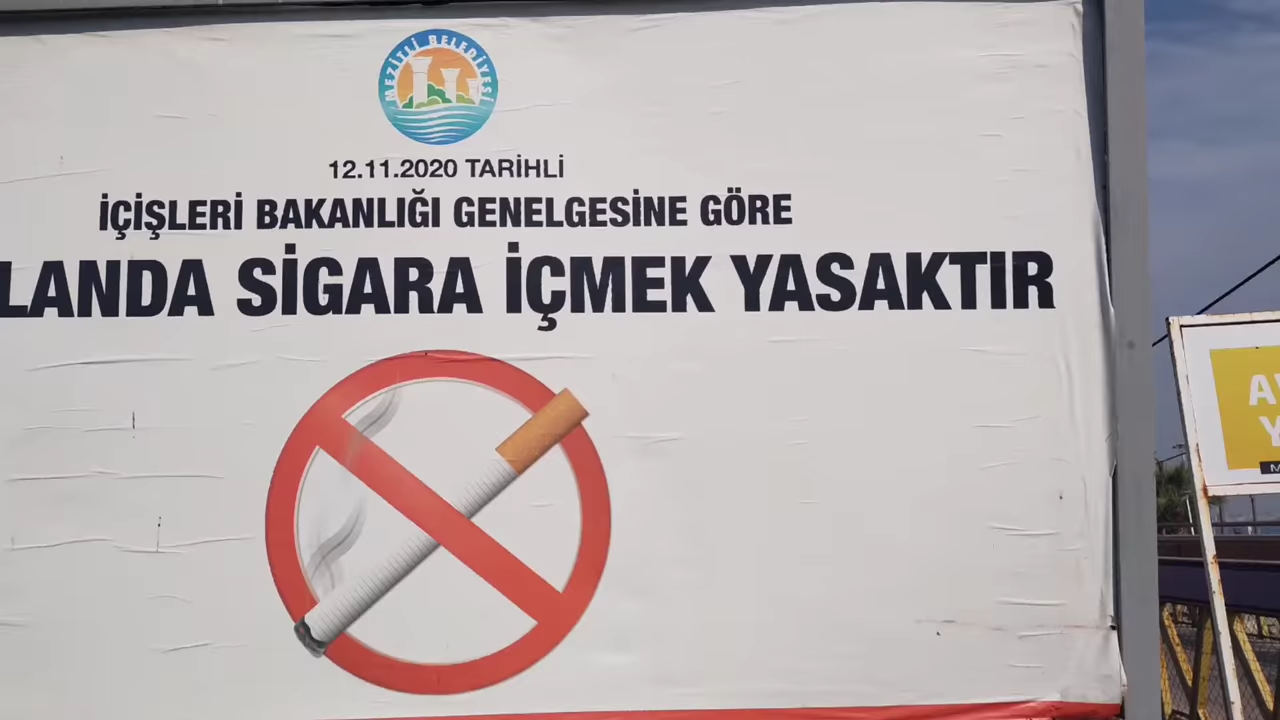 MEZİTLİ BELEDİYESİ
12.11.2020 TARİHLİ
İÇİŞLERİ BAKANLIĞI GENELGESİNE GÖRE
LANDA SİGARA İÇMEK YASAKTIR